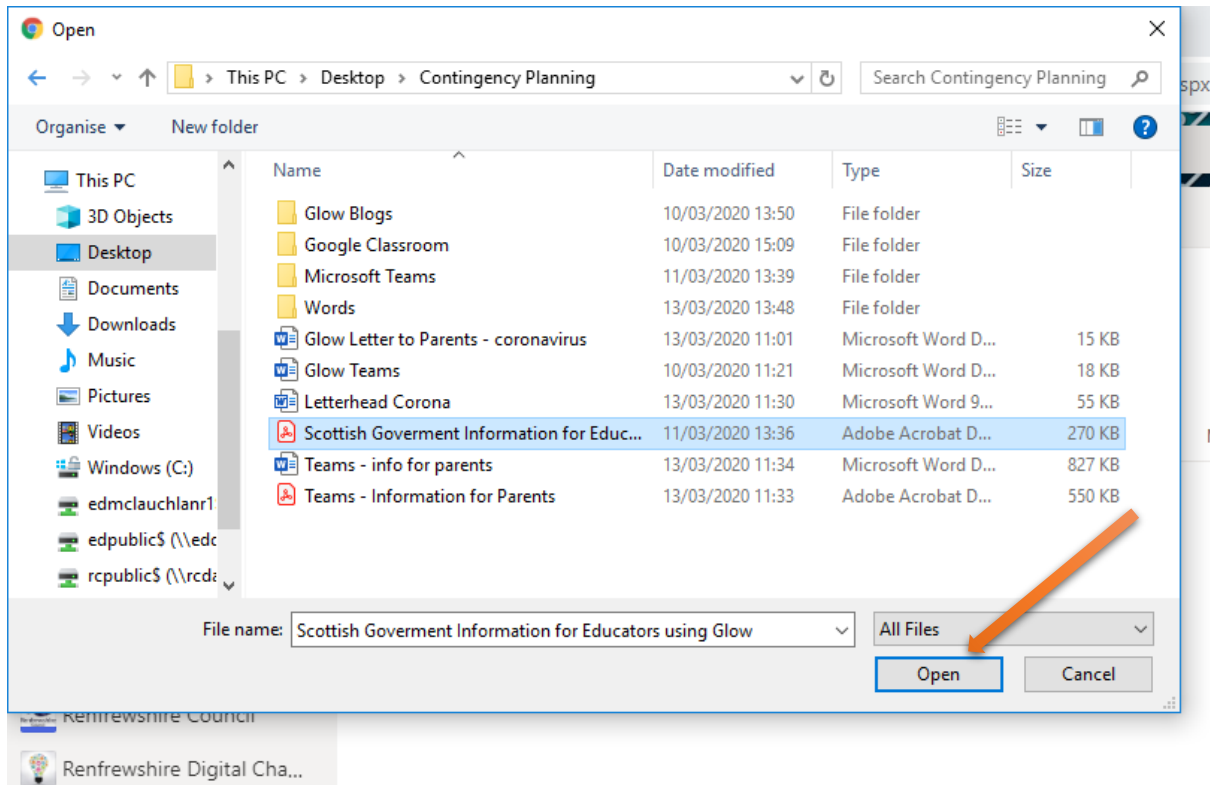 Open
This PC > Desktop > Contingency Planning
Search Contingency Planning
spx
Organise
New folder
Name Date modified Type Size
This PC
3D Objects
Desktop
Documents
Downloads
Music
Pictures
Videos
Windows (C:)
edmclauchlanr1
edpublic$ (\\edc
rcpublic$ (\\rcda
Glow Blogs 10/03/2020 13:50 File folder
Google Classroom 10/03/2020 15:09 File folder
Microsoft Teams 11/03/2020 13:39 File folder
Words 13/03/2020 13:48 File folder
Glow Letter to Parents - coronavirus 13/03/2020 11:01 Microsoft Word D... 15 KB
Glow Teams 10/03/2020 11:21 Microsoft Word D... 18 KB
Letterhead Corona 13/03/2020 11:30 Microsoft Word 9... 55 KB
Scottish Goverment Information for Educ... 11/03/2020 13:36 Adobe Acrobat D... 270 KB
Teams - info for parents 13/03/2020 11:34 Microsoft Word D... 827 KB
Teams - Information for Parents 13/03/2020 11:33 Adobe Acrobat D... 550 KB
File name: Scottish Goverment Information for Educators using Glow
All Files
Open
Cancel
Renfrewshire Council
Renfrewshire Digital Cha...